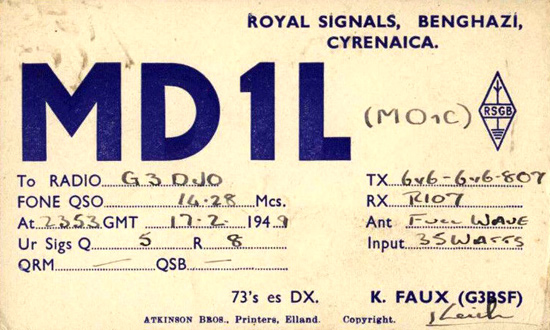 ROYAL SIGNALS, BENGHAZI,
CYRENAICA.
MD1L (MD1C) RSGB
To RADIO G3DJO TX 6V6-6V6-807
FONE QSO 14.28 Mcs. RX R107
At 2353 GMT 17.2. 1949 Ant FULL WAVE
Ur Sigs Q 5 R 8 Input 35 WATTS
QRM — QSB —
73's es DX. K. FAUX (G3BSF)
ATKINSON BROS., Printers, Elland. Copyright.